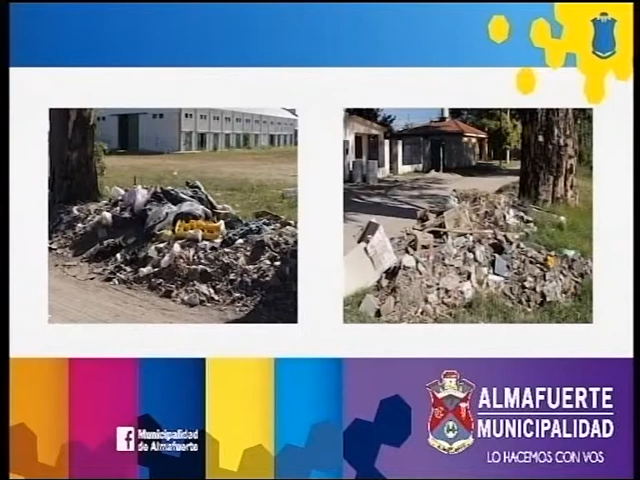 f Municipalidad
de Almafuerte
ALMAFUERTE
MUNICIPALIDAD
LO HACEMOS CON VOS